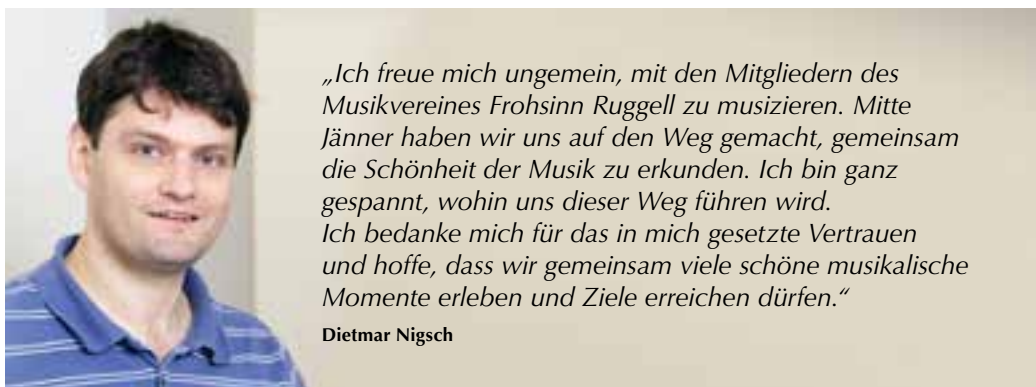 „Ich freue mich ungemein, mit den Mitgliedern des
Musikvereines Frohsinn Ruggell zu musizieren. Mitte
Jänner haben wir uns auf den Weg gemacht, gemeinsam
die Schönheit der Musik zu erkunden. Ich bin ganz
gespannt, wohin uns dieser Weg führen wird.
Ich bedanke mich für das in mich gesetzte Vertrauen
und hoffe, dass wir gemeinsam viele schöne musikalische
Momente erleben und Ziele erreichen dürfen.“
Dietmar Nigsch